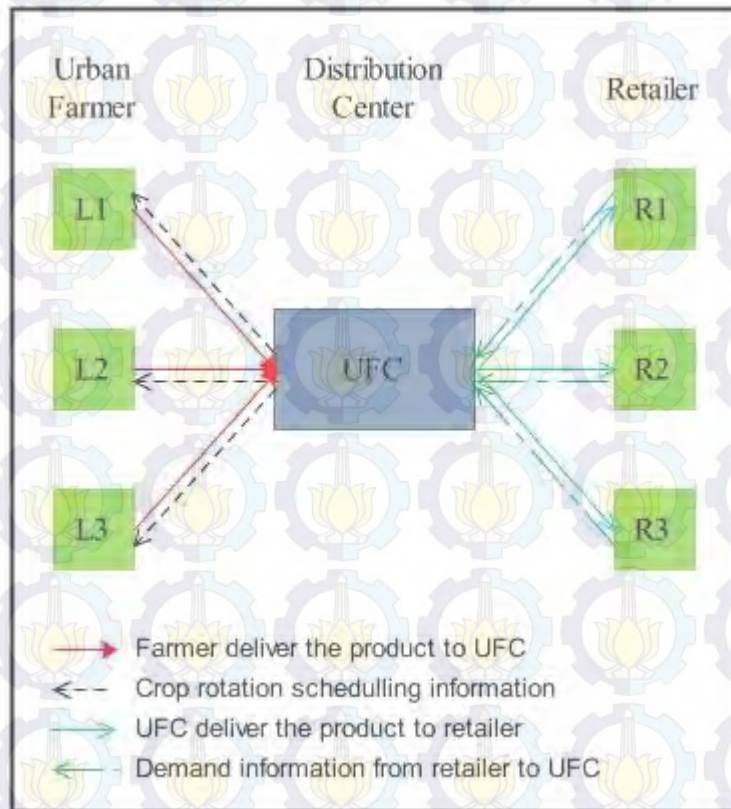 Urban
Farmer
Distribution
Center
Retailer
L1
R1
L2
UFC
R2
L3
R3
Farmer deliver the product to UFC
Crop rotation schedulling information
UFC deliver the product to retailer
Demand information from retailer to UFC